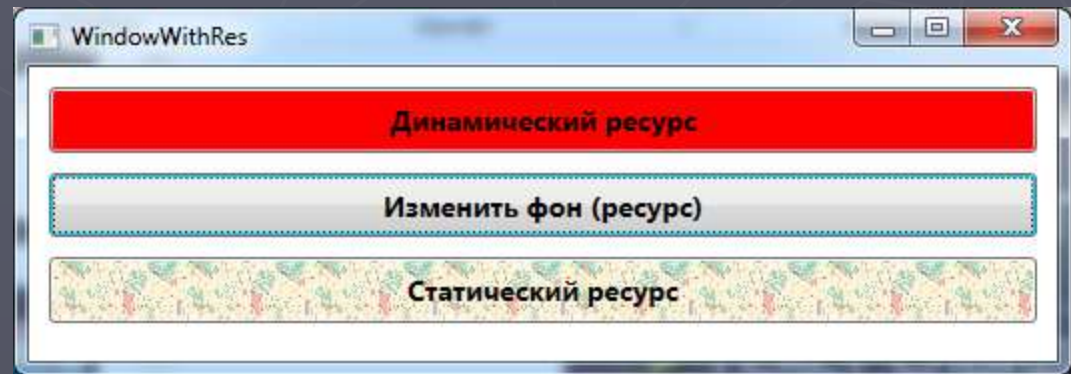 WindowWithRes
Динамический ресурс
Изменить фон (ресурс)
Статический ресурс